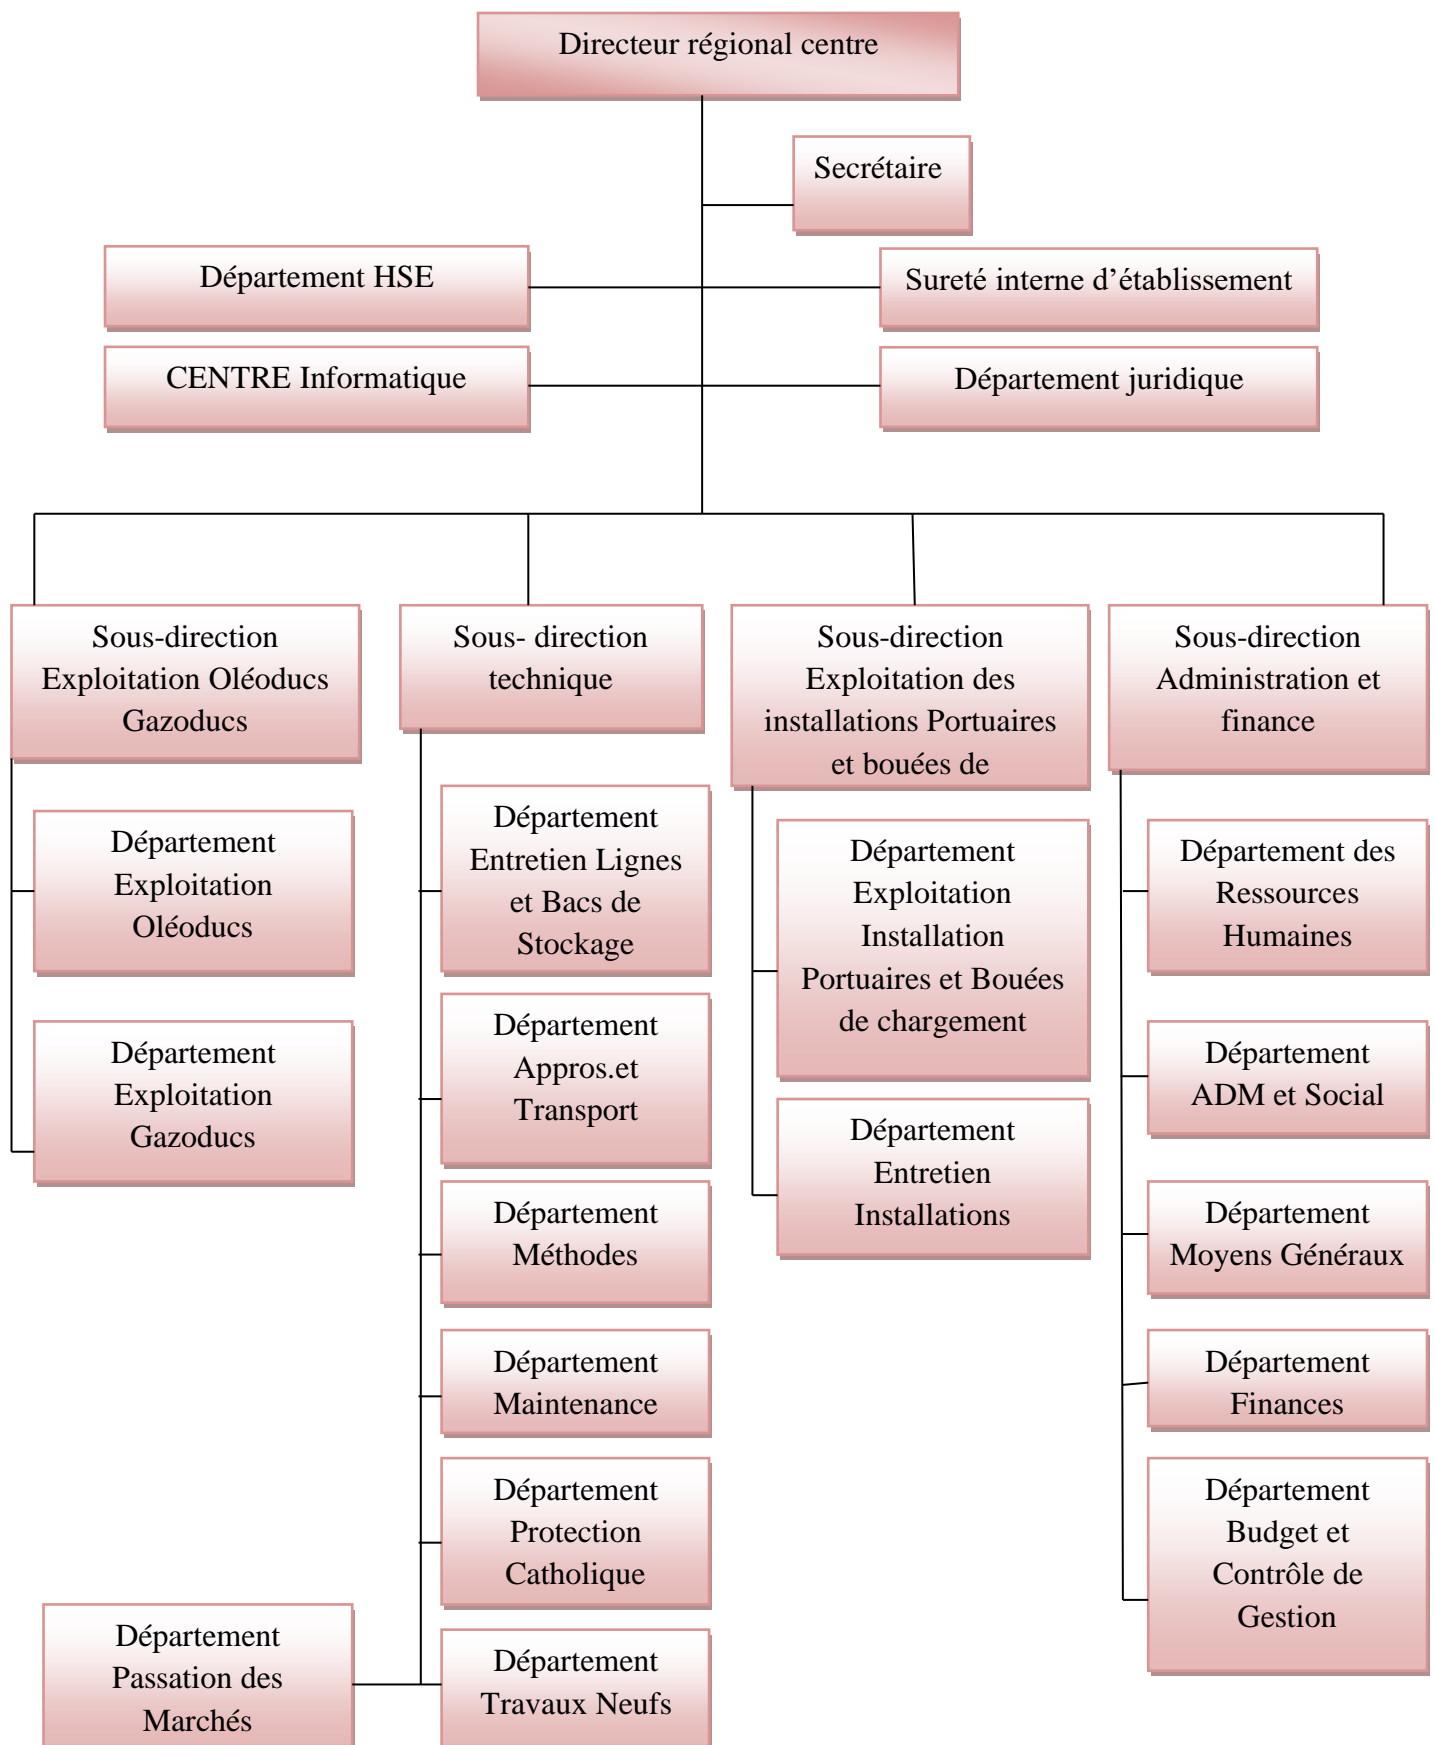 Directeur régional centre
Secrétaire
Département HSE
Sureté interne d’établissement
CENTRE Informatique
Département juridique
Sous-direction
Exploitation Oléoducs
Gazoducs
Département
Exploitation
Oléoducs
Département
Exploitation
Gazoducs
Sous- direction
technique
Département
Entretien Lignes
et Bacs de
Stockage
Département
Appros.et
Transport
Département
Méthodes
Département
Maintenance
Département
Protection
Catholique
Département
Passation des
Marchés
Département
Travaux Neufs
Sous-direction
Exploitation des
installations Portuaires
et bouées de
Département
Exploitation
Installation
Portuaires et Bouées
de chargement
Département
Entretien
Installations
Sous-direction
Administration et
finance
Département des
Ressources
Humaines
Département
ADM et Social
Département
Moyens Généraux
Département
Finances
Département
Budget et
Contrôle de
Gestion